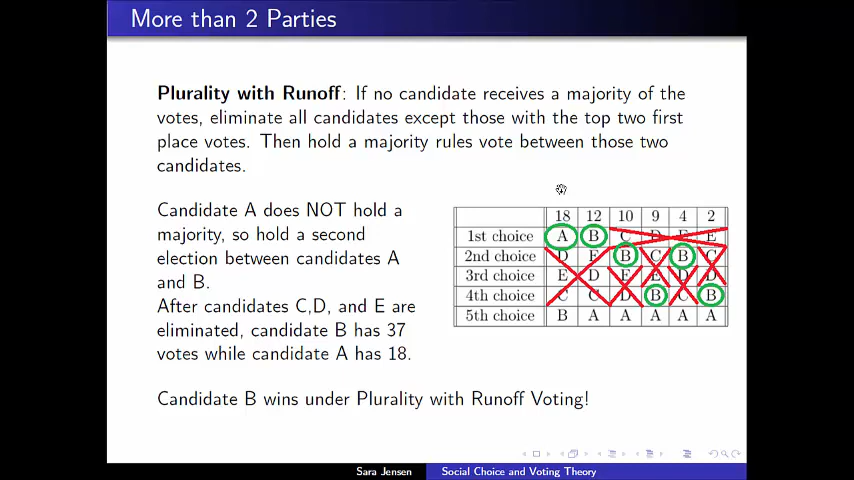 More than 2 Parties
Plurality with Runoff: If no candidate receives a majority of the
votes, eliminate all candidates except those with the top two first
place votes. Then hold a majority rules vote between those two
candidates.
Candidate A does NOT hold a
majority, so hold a second
election between candidates A
and B.
After candidates C,D, and E are
eliminated, candidate B has 37
votes while candidate A has 18.
18 12 10 9 4 2
1st choice A B C D E E
2nd choice D E B C B C
3rd choice E D E E D D
4th choice C C D B C B
5th choice B A A A A A
Candidate B wins under Plurality with Runoff Voting!
Sara Jensen Social Choice and Voting Theory